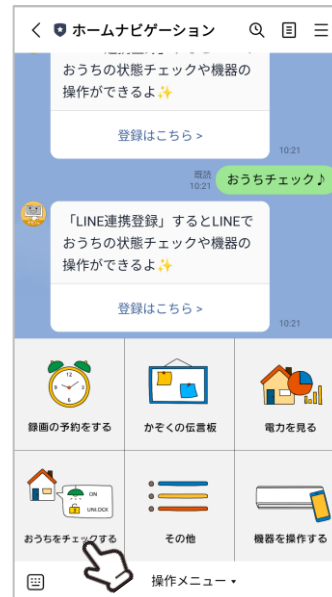 ホームナビゲーション
おうちの状態チェックや機器の
操作ができるよ✨
登録はこちら >
10:21
既読
10:21
おうちチェック♪
「LINE連携登録」するとLINEで
おうちの状態チェックや機器の
操作ができるよ✨
登録はこちら >
10:21
12
3
6
9
録画の予約をする
かぞくの伝言板
電力を見る
ON
UNLOCK
おうちをチェックする
その他
機器を操作する
操作メニュー ▾